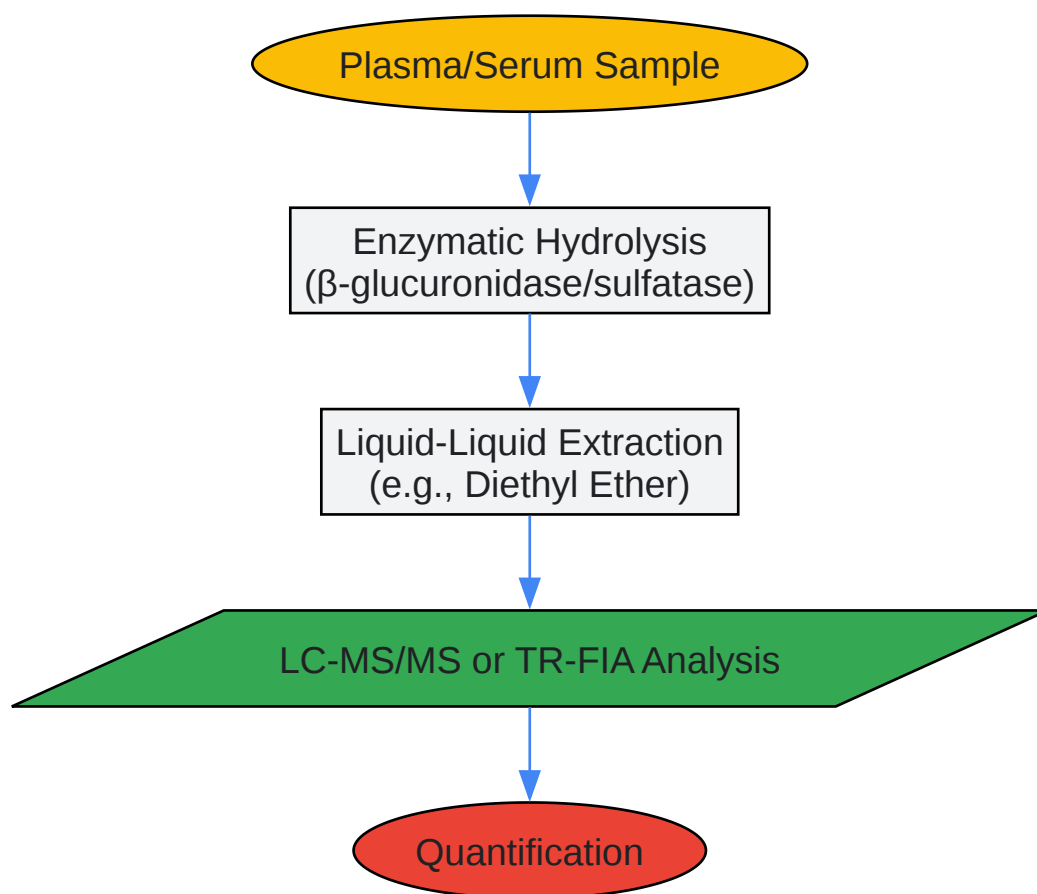 Plasma/Serum Sample
Enzymatic Hydrolysis
(β-glucuronidase/sulfatase)
Liquid-Liquid Extraction
(e.g., Diethyl Ether)
LC-MS/MS or TR-FIA Analysis
Quantification